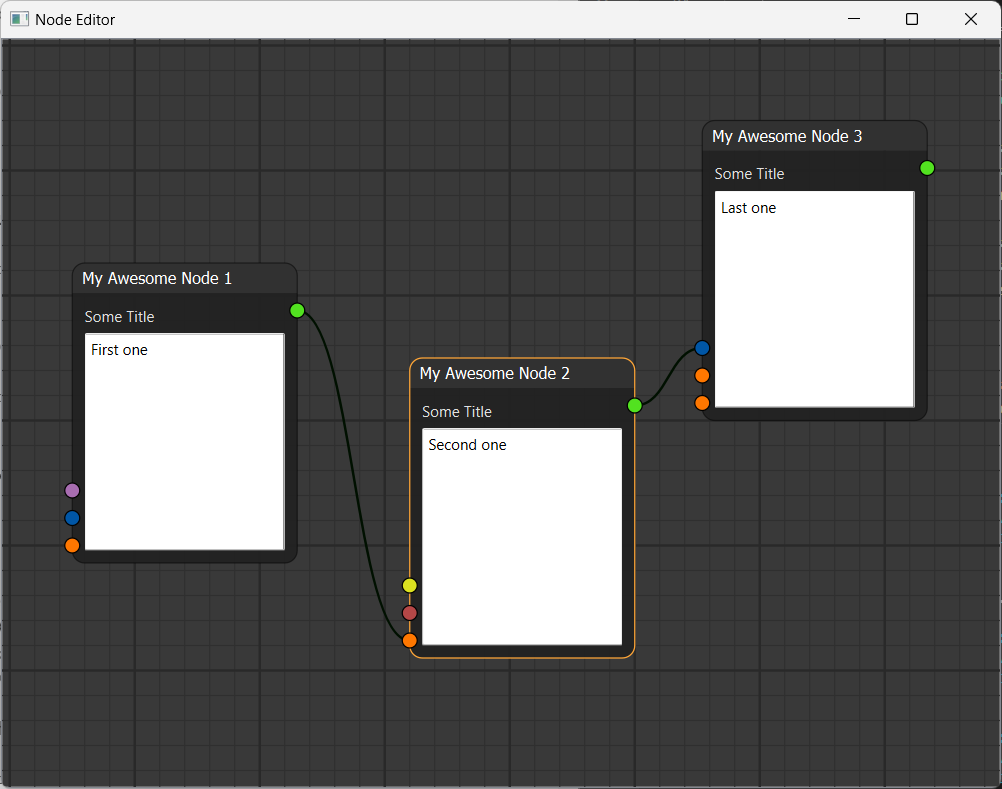 Node Editor
My Awesome Node 1
Some Title
First one
My Awesome Node 2
Some Title
Second one
My Awesome Node 3
Some Title
Last one